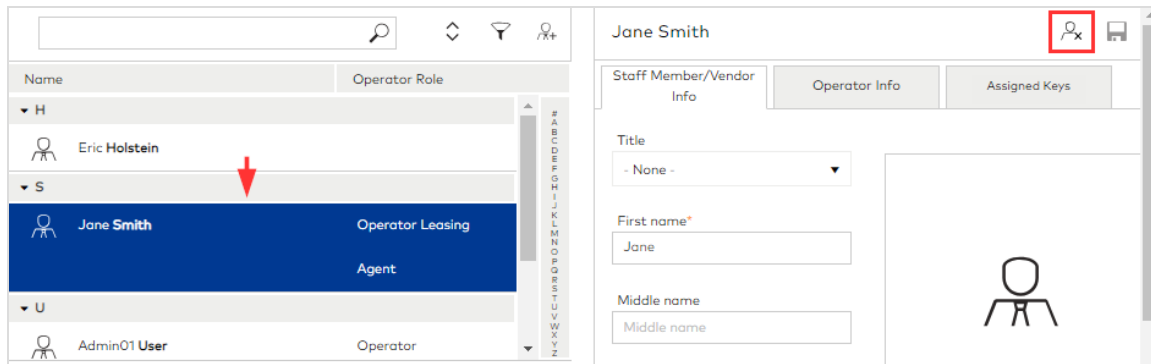 Name Operator Role
H
Eric Holstein
S
Jane Smith Operator Leasing
Agent
U
Admin01 User Operator
#
A
B
C
D
E
F
G
H
I
J
K
L
M
N
O
P
Q
R
S
T
U
V
W
X
Y
Z
Jane Smith
Staff Member/Vendor
Info
Operator Info
Assigned Keys
Title
- None -
First name*
Jane
Middle name
Middle name